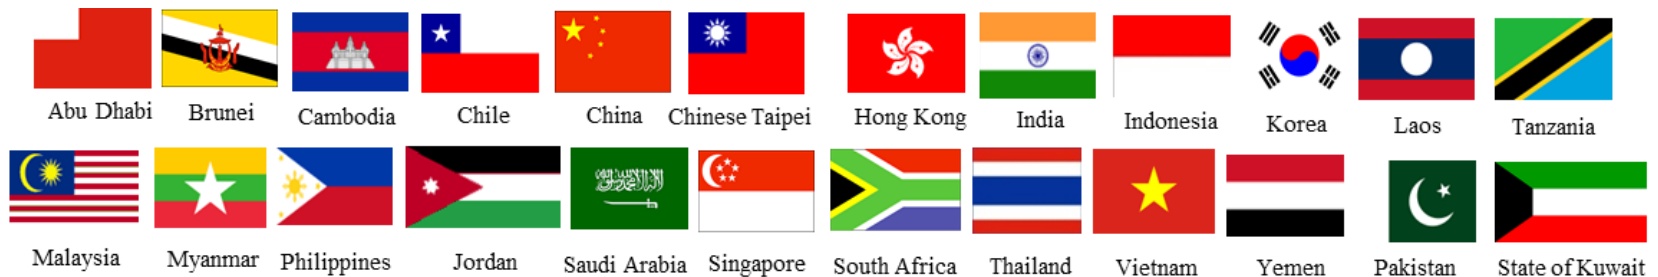 Abu Dhabi Brunei Cambodia Chile China Chinese Taipei Hong Kong India Indonesia Korea Laos Tanzania
Malaysia Myanmar Philippines Jordan Saudi Arabia Singapore South Africa Thailand Vietnam Yemen Pakistan State of Kuwait